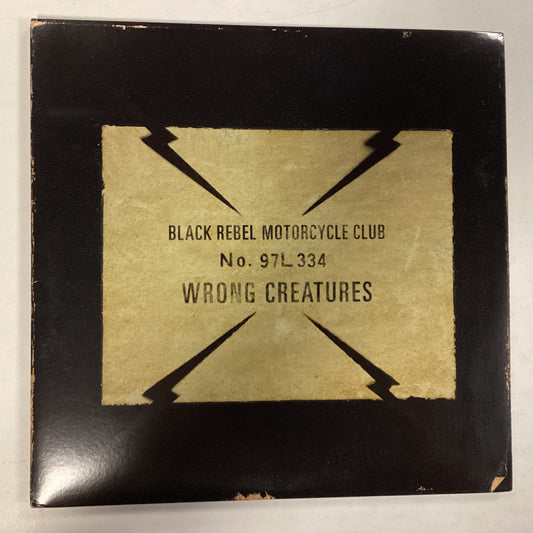 BLACK REBEL MOTORCYCLE CLUB
No. 97L334
WRONG CREATURES